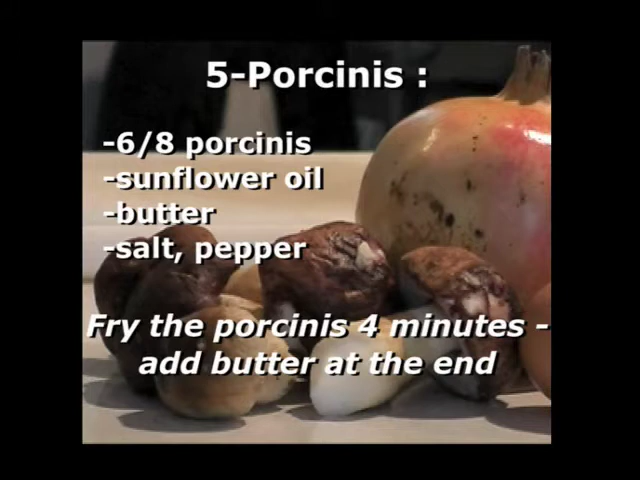 5-Porcinis :
-6/8 porcinis
-sunflower oil
-butter
-salt, pepper
Fry the porcinis 4 minutes -
add butter at the end